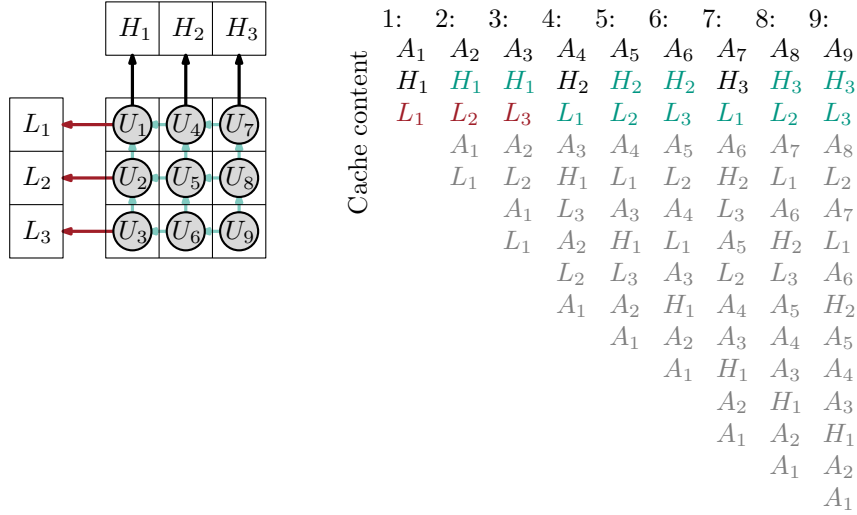 H₁ H₂ H₃
L₁ U₁ U₄ U₇
L₂ U₂ U₅ U₈
L₃ U₃ U₆ U₉
Cache content
1: 2: 3: 4: 5: 6: 7: 8: 9:
A₁ A₂ A₃ A₄ A₅ A₆ A₇ A₈ A�9
H₁ H₁ H₁ H₂ H₂ H₂ H₃ H₃ H₃
L₁ L₂ L₃ L₁ L₂ L₃ L₁ L₂ L₃
A₁ A₂ A₃ A₄ A₅ A₆ A₇ A₈
L₁ L₂ H₁ L₁ L₂ H₂ L₁ L₂
A₁ L₃ A₃ A₄ L₃ A₆ A₇
L₁ A₂ H₁ L₁ A₅ H₂ L₁
L₂ L₃ A₃ L₂ L₃ A₆
A₁ A₂ H₁ A₄ A₅ H₂
A₁ A₂ A₃ A₄ A₅
A₁ H₁ A₃ A₄
A₂ H₁ A₃
A₁ A₂ H₁
A₁ A₂
A₁